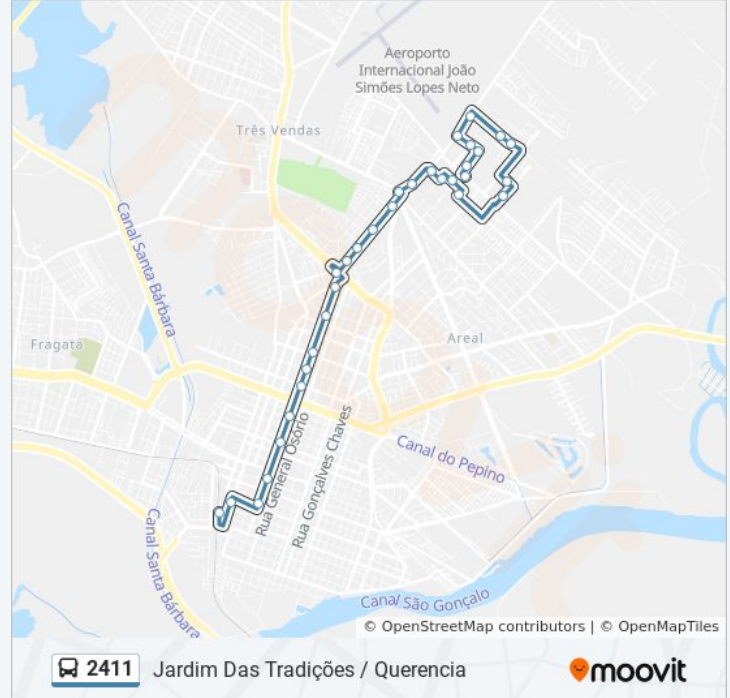 Aeroporto
Internacional João
Simões Lopes Neto
Três Vendas
Canal Santa Bárbara
Fragata
Areal
Rua General Osório
Rua Gonçalves Chaves
Canal do Pepino
Canal Santa Bárbara
Canal São Gonçalo
© OpenStreetMap contributors | © OpenMapTiles
2411 Jardim Das Tradições / Querencia
moovit